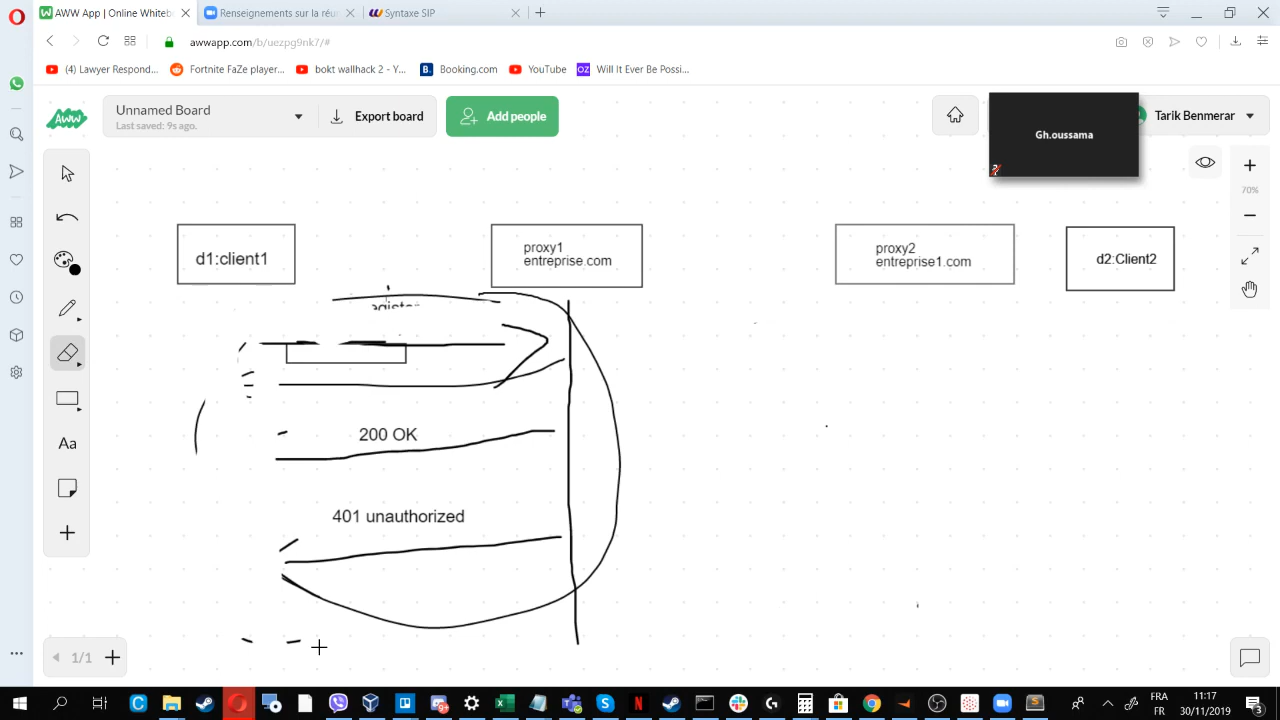 AWW App | Online Whiteb
Renseignements sur la réu
Syntaxe SIP
awwapp.com/b/uezpg9nk7/#
(4) Lawyer Respond...
Fortnite FaZe player...
bokt wallhack 2 - Y...
Booking.com
YouTube
Will It Ever Be Possi...
AWW
Unnamed Board
Last saved: 9s ago.
Export board
Add people
Gh.oussama
Tarik Benmerar
70%
d1:client1
proxy1
entreprise.com
proxy2
entreprise1.com
d2:Client2
200 OK
401 unauthorized
Aa
1/1
FRA
FR
11:17
30/11/2019
3